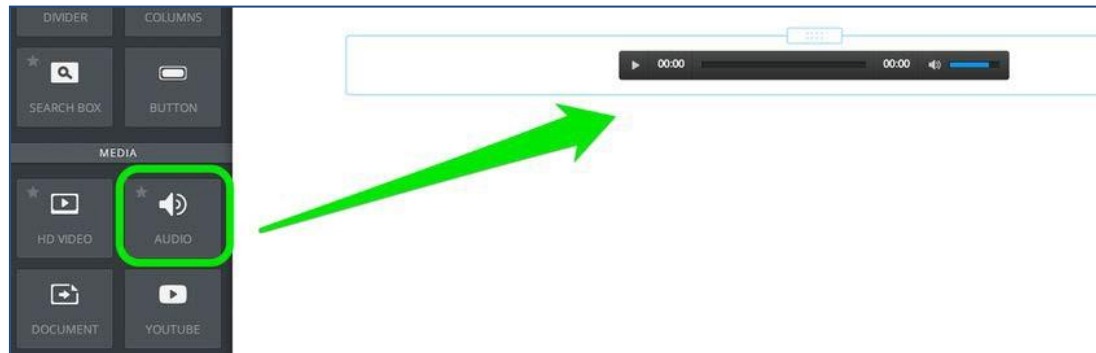 DIVIDER COLUMNS
SEARCH BOX BUTTON
MEDIA
HD VIDEO AUDIO
DOCUMENT YOUTUBE
00:00 00:00